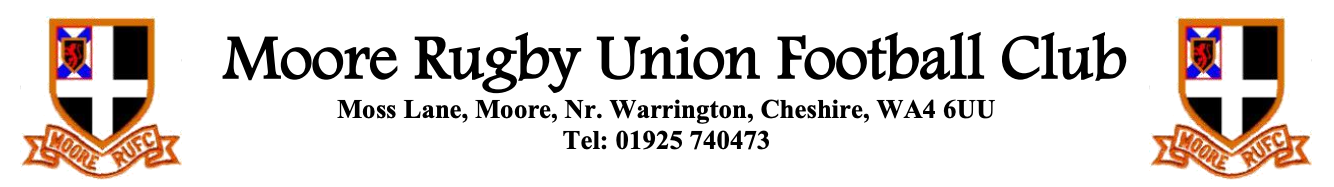 Moore Rugby Union Football Club
Moss Lane, Moore, Nr. Warrington, Cheshire, WA4 6UU
Tel: 01925 740473
MOORE RUFC
MOORE RUFC